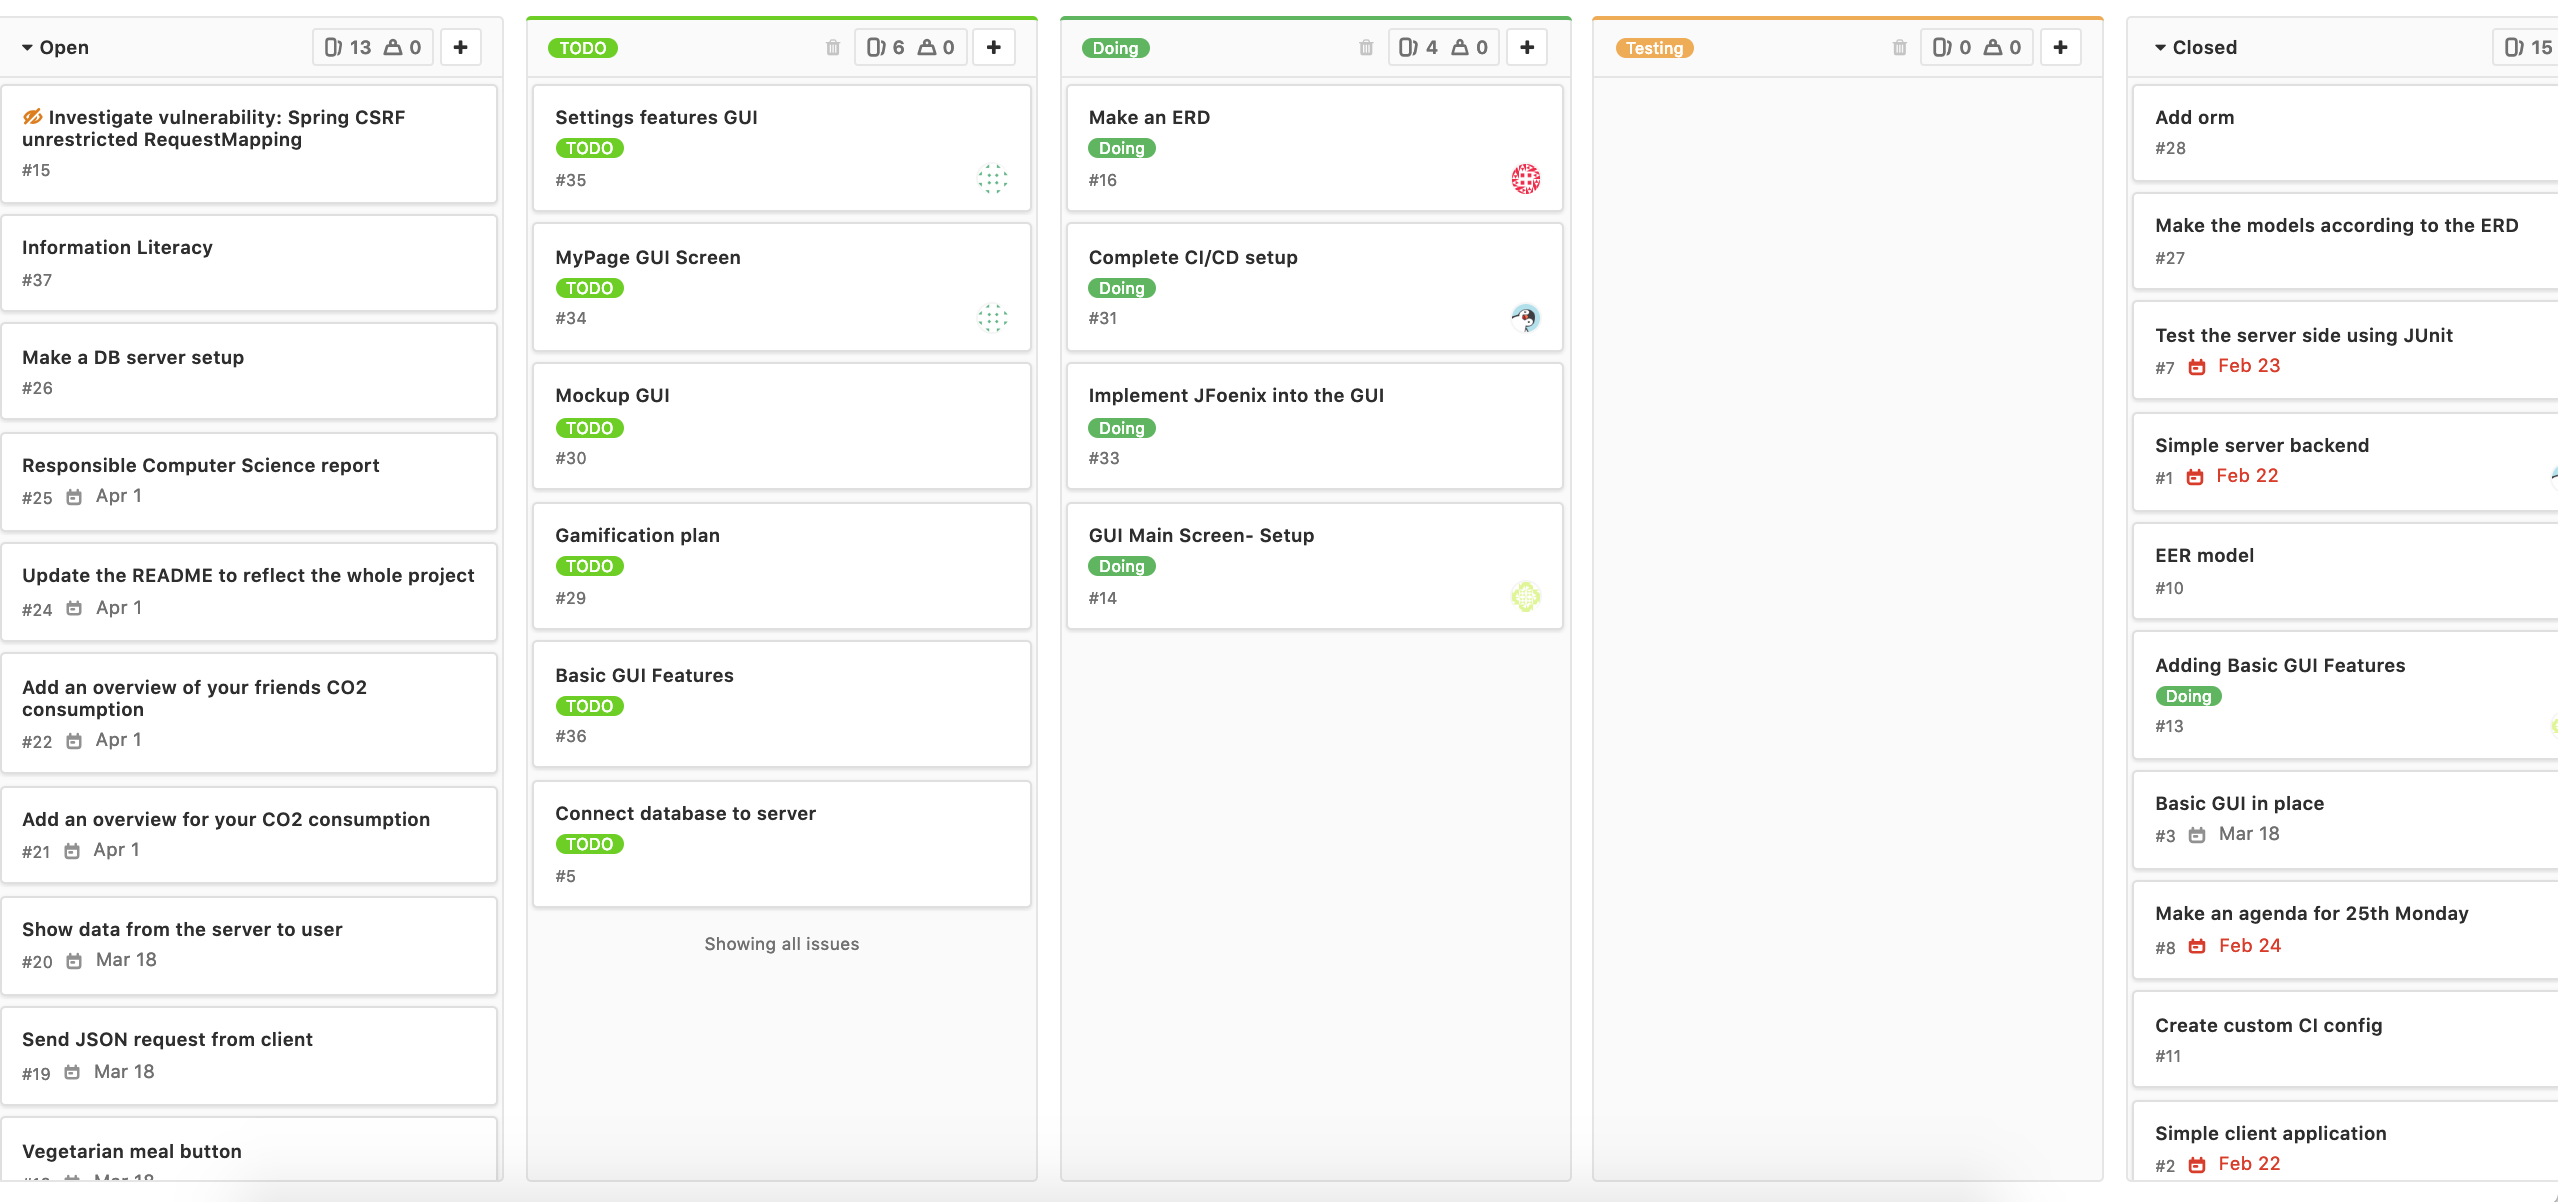 Open
13 0
Investigate vulnerability: Spring CSRF
unrestricted RequestMapping
#15
Information Literacy
#37
Make a DB server setup
#26
Responsible Computer Science report
#25 Apr 1
Update the README to reflect the whole project
#24 Apr 1
Add an overview of your friends CO2
consumption
#22 Apr 1
Add an overview for your CO2 consumption
#21 Apr 1
Show data from the server to user
#20 Mar 18
Send JSON request from client
#19 Mar 18
Vegetarian meal button
Mar 18
TODO
6 0
Settings features GUI
TODO
#35
MyPage GUI Screen
TODO
#34
Mockup GUI
TODO
#30
Gamification plan
TODO
#29
Basic GUI Features
TODO
#36
Connect database to server
TODO
#5
Showing all issues
Doing
4 0
Make an ERD
Doing
#16
Complete CI/CD setup
Doing
#31
Implement JFoenix into the GUI
Doing
#33
GUI Main Screen- Setup
Doing
#14
Testing
0 0
Closed
15
Add orm
#28
Make the models according to the ERD
#27
Test the server side using JUnit
#7 Feb 23
Simple server backend
#1 Feb 22
EER model
#10
Adding Basic GUI Features
Doing
#13
Basic GUI in place
#3 Mar 18
Make an agenda for 25th Monday
#8 Feb 24
Create custom CI config
#11
Simple client application
#2 Feb 22